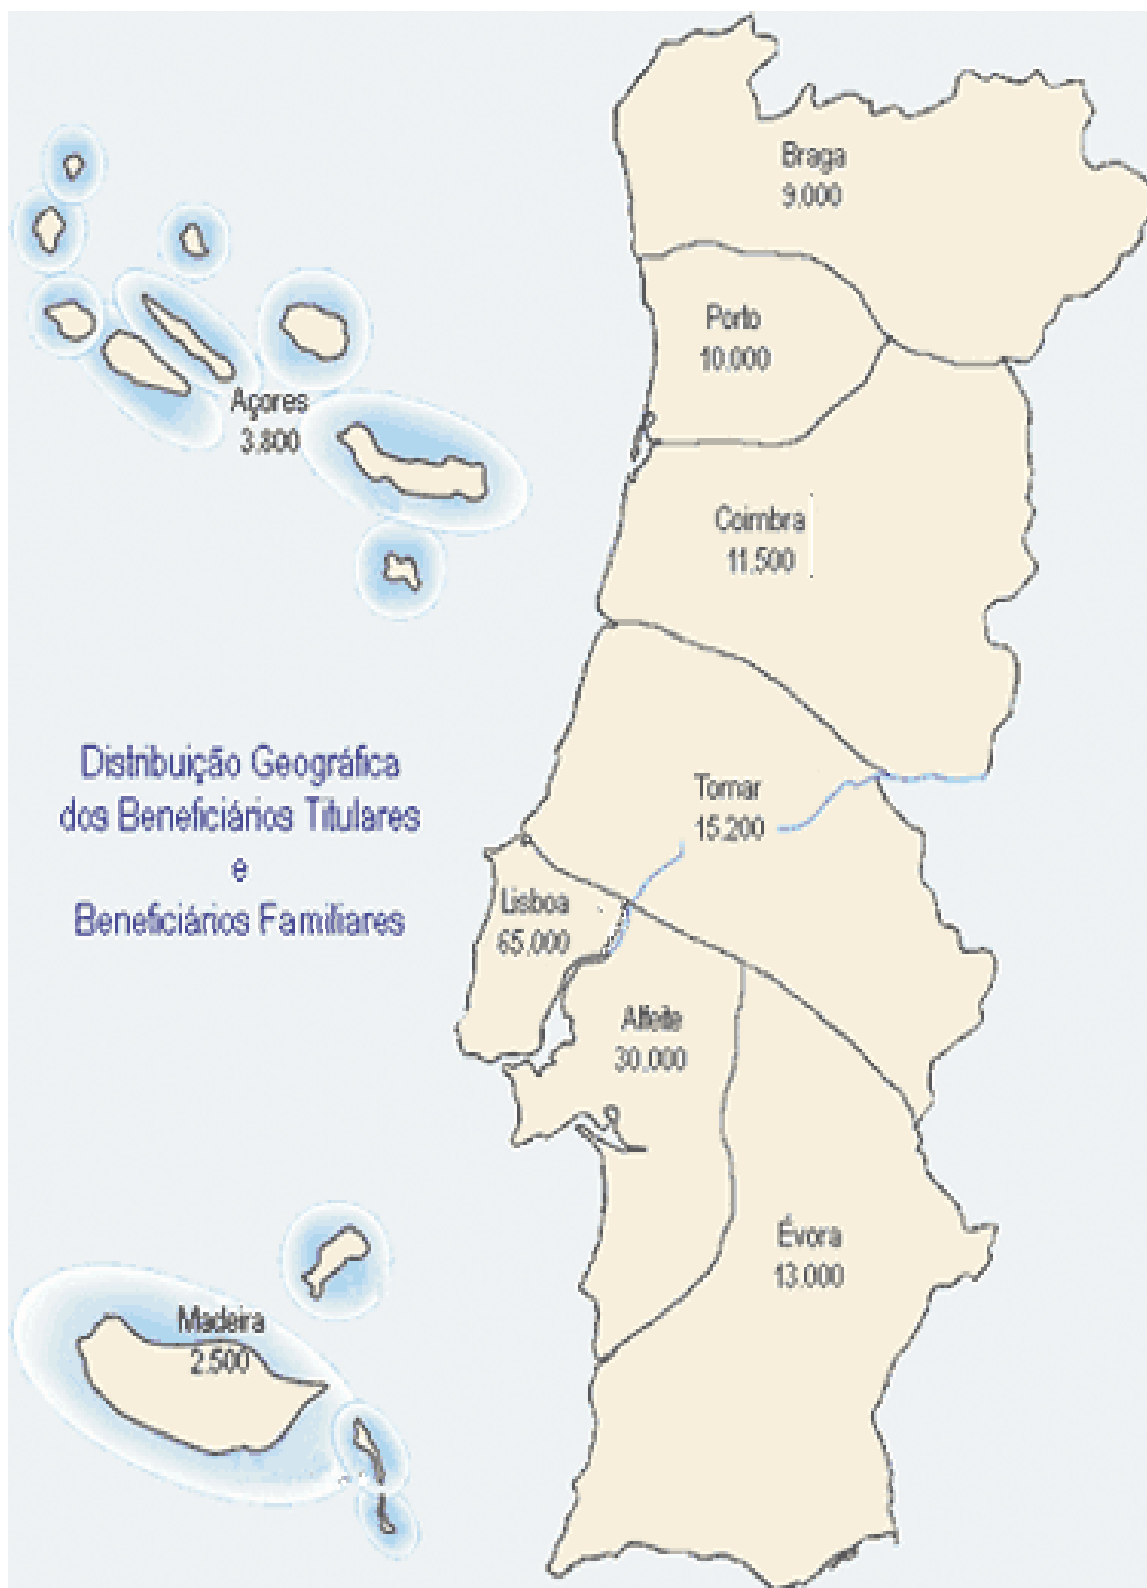 Braga
9.000
Porto
10.000
Açores
3.800
Coimbra
11.500
Distribuição Geográfica
dos Beneficiários Titulares
e
Beneficiários Familiares
Tomar
15.200
Lisboa
65.000
Alfeite
30.000
Évora
13.000
Madeira
2.500